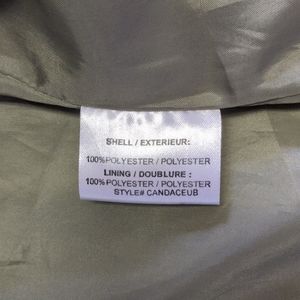 SHELL / EXTERIEUR:
100%POLYESTER / POLYESTER
LINING / DOUBLURE :
100%POLYESTER / POLYESTER
STYLE# CANDACEUB